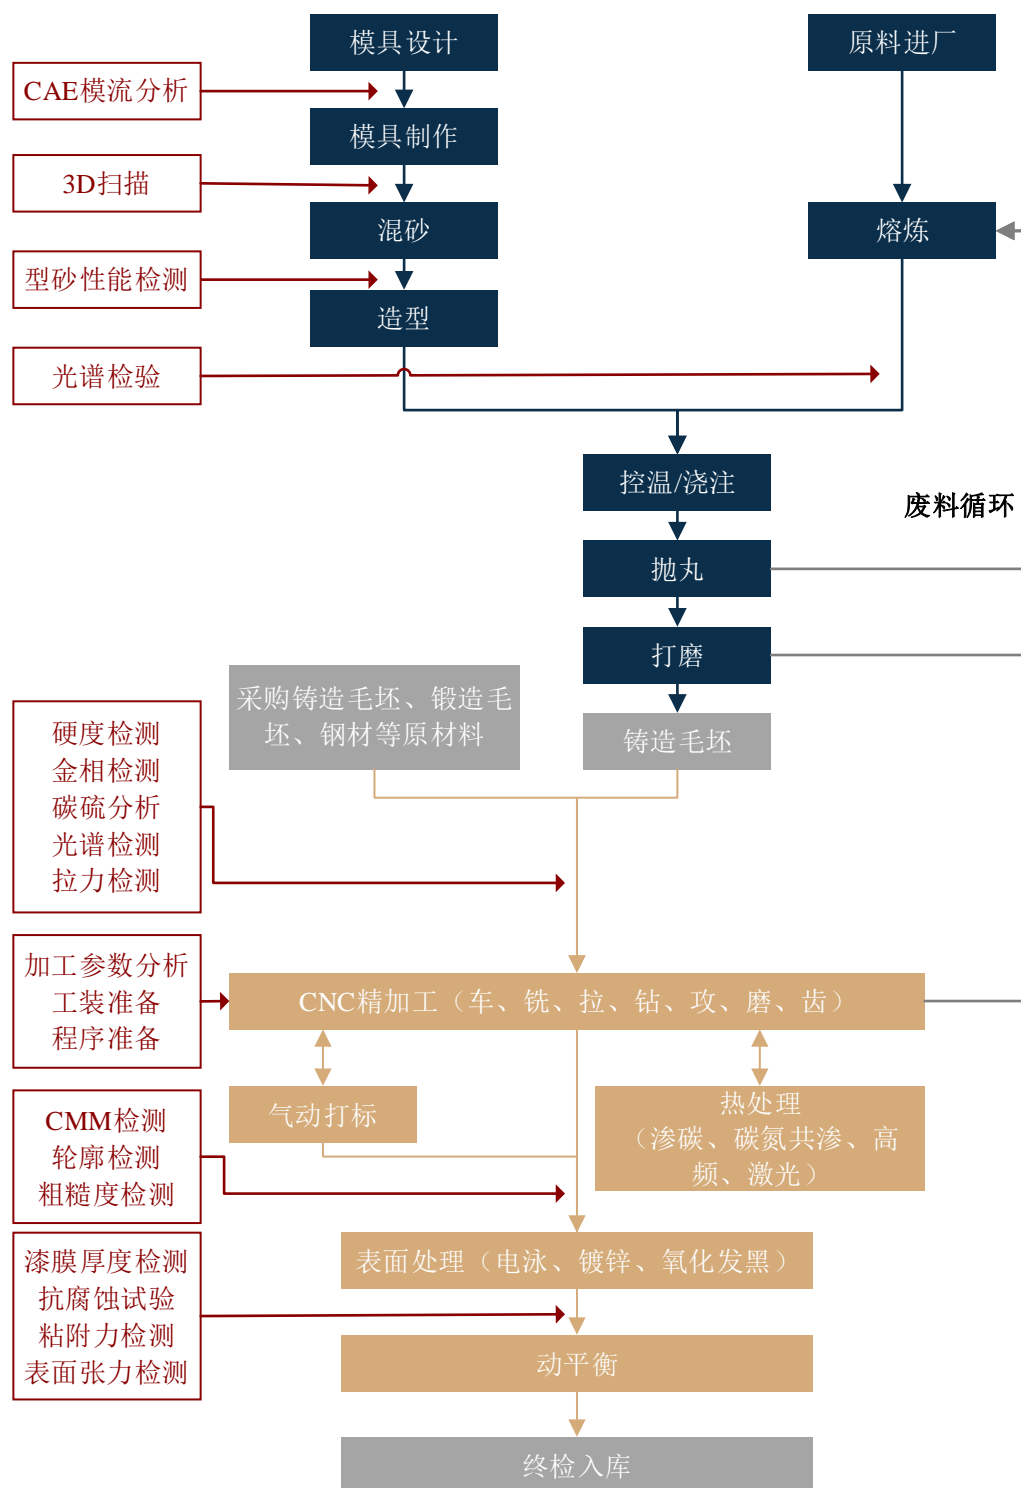 模具设计
原料进厂
CAE模流分析
模具制作
3D扫描
混砂
熔炼
型砂性能检测
造型
光谱检验
控温/浇注
废料循环
抛丸
打磨
采购铸造毛坯、锻造毛
坯、钢材等原材料
铸造毛坯
硬度检测
金相检测
碳硫分析
光谱检测
拉力检测
加工参数分析
工装准备
程序准备
CNC精加工（车、铣、拉、钻、攻、磨、齿）
气动打标
热处理
（渗碳、碳氮共渗、高
频、激光）
CMM检测
轮廓检测
粗糙度检测
表面处理（电泳、镀锌、氧化发黑）
漆膜厚度检测
抗腐蚀试验
粘附力检测
表面张力检测
动平衡
终检入库